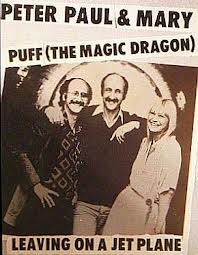 PETER PAUL & MARY
PUFF (THE MAGIC DRAGON)
LEAVING ON A JET PLANE